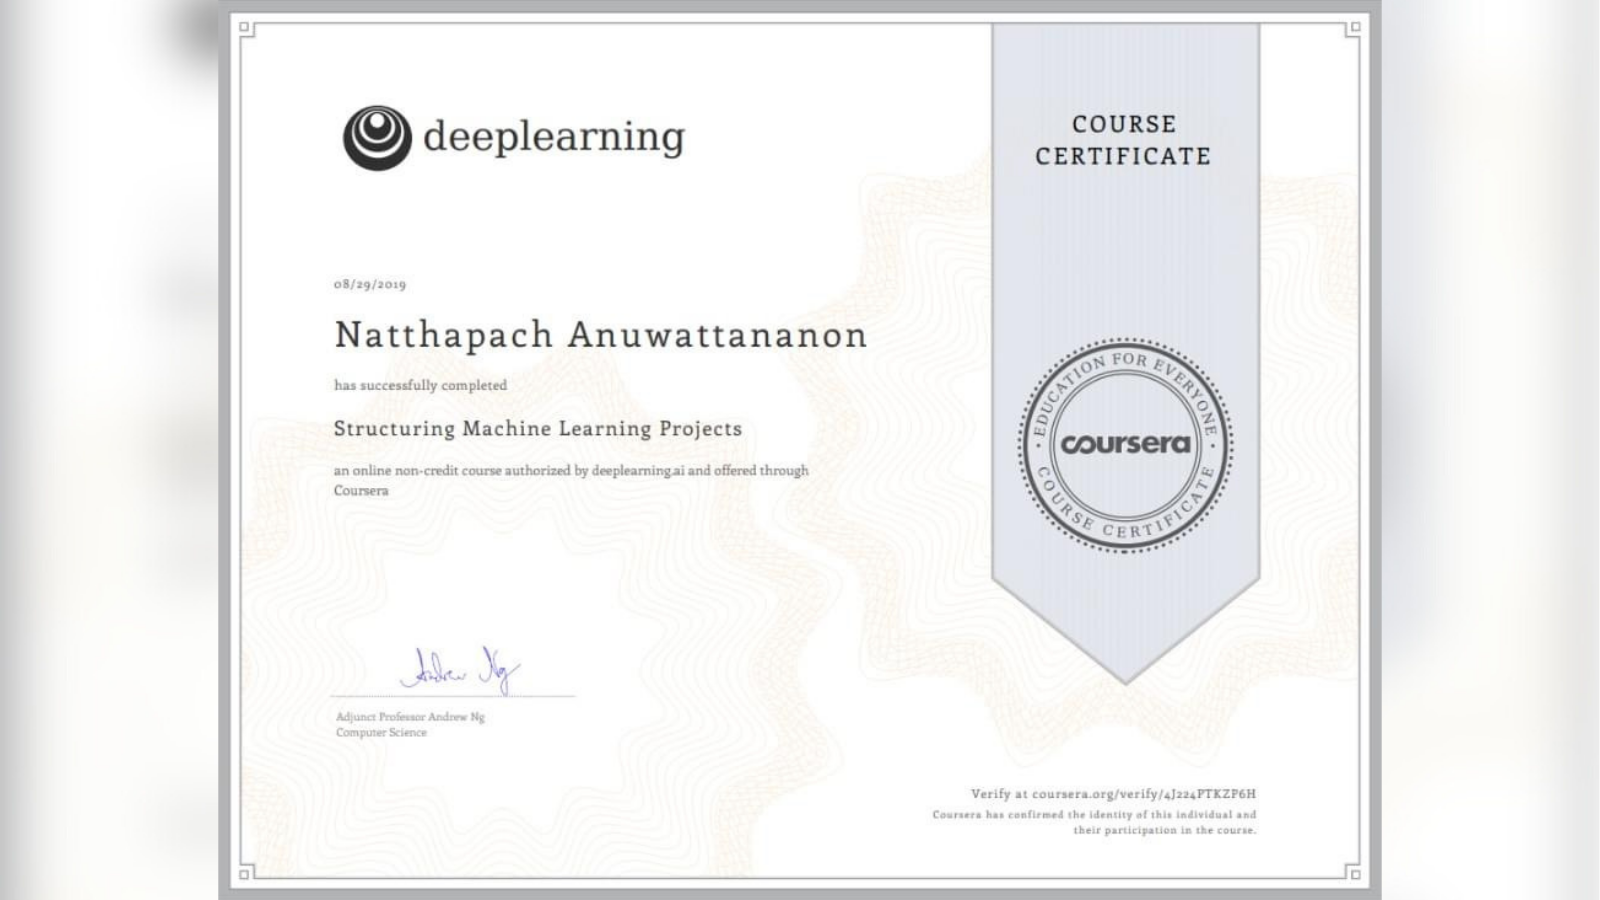 deeplearning
COURSE
CERTIFICATE
08/29/2019
Natthapach Anuwattananon
has successfully completed
Structuring Machine Learning Projects
an online non-credit course authorized by deeplearning.ai and offered through
Coursera
EDUCATION FOR EVERYONE
coursera
COURSE CERTIFICATE
Andrew Ng
Adjunct Professor Andrew Ng
Computer Science
Verify at coursera.org/verify/4J224PTKZP6H
Coursera has confirmed the identity of this individual and
their participation in the course.